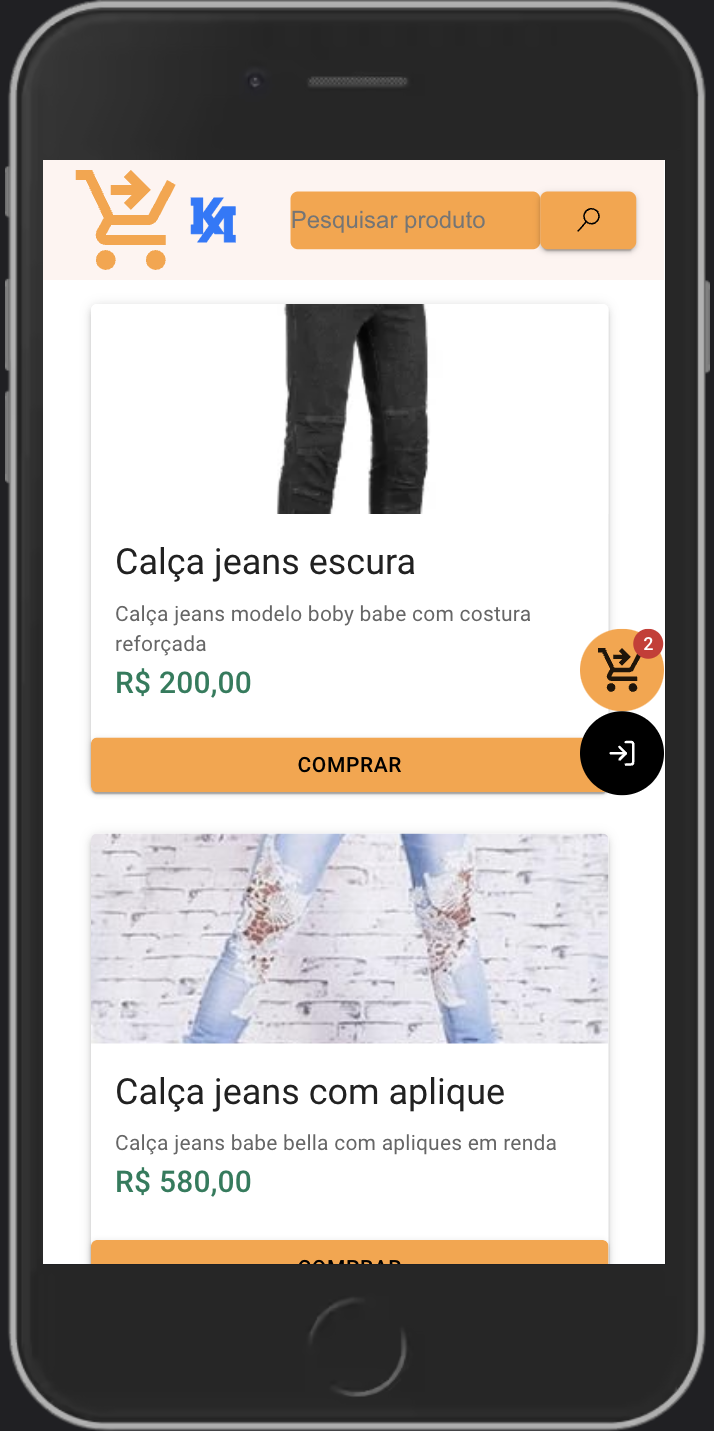 KA
Pesquisar produto
Calça jeans escura
Calça jeans modelo boby babe com costura
reforçada
R$ 200,00
2
COMPRAR
Calça jeans com aplique
Calça jeans babe bella com apliques em renda
R$ 580,00
COMPRAR